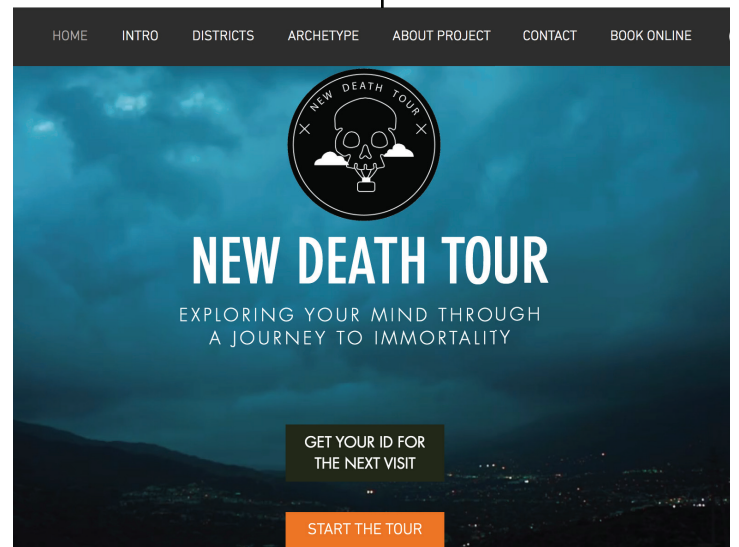 HOME INTRO DISTRICTS ARCHETYPE ABOUT PROJECT CONTACT BOOK ONLINE
NEW DEATH TOUR
NEW DEATH TOUR
EXPLORING YOUR MIND THROUGH
A JOURNEY TO IMMORTALITY
GET YOUR ID FOR
THE NEXT VISIT
START THE TOUR